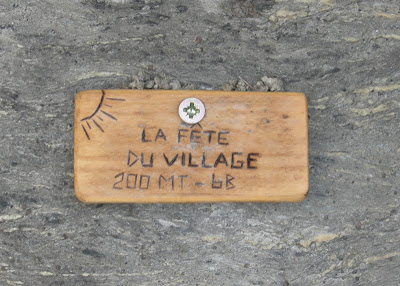 LA FÊTE
DU VILLAGE
200 MT - 6B